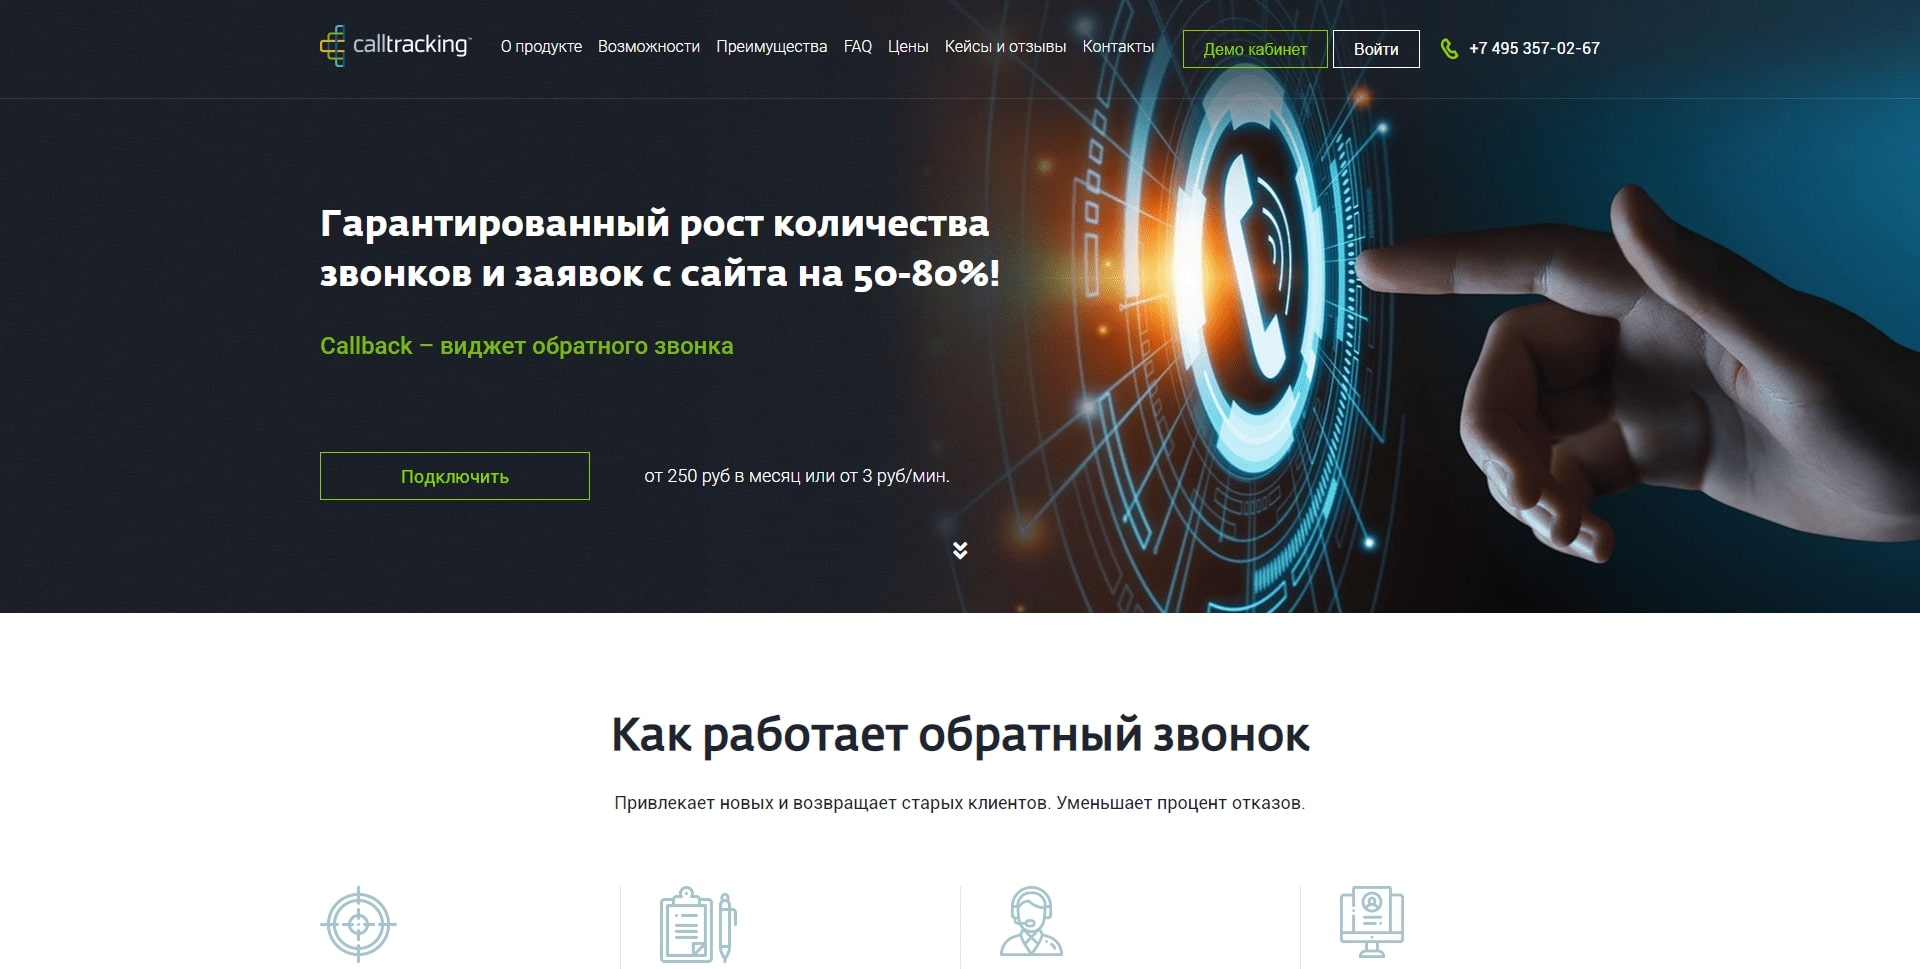 calltracking™
О продукте Возможности Преимущества FAQ Цены Кейсы и отзывы Контакты Демо кабинет Войти +7 495 357-02-67
Гарантированный рост количества
звонков и заявок с сайта на 50-80%!
Callback – виджет обратного звонка
Подключить от 250 руб в месяц или от 3 руб/мин.
Как работает обратный звонок
Привлекает новых и возвращает старых клиентов. Уменьшает процент отказов.